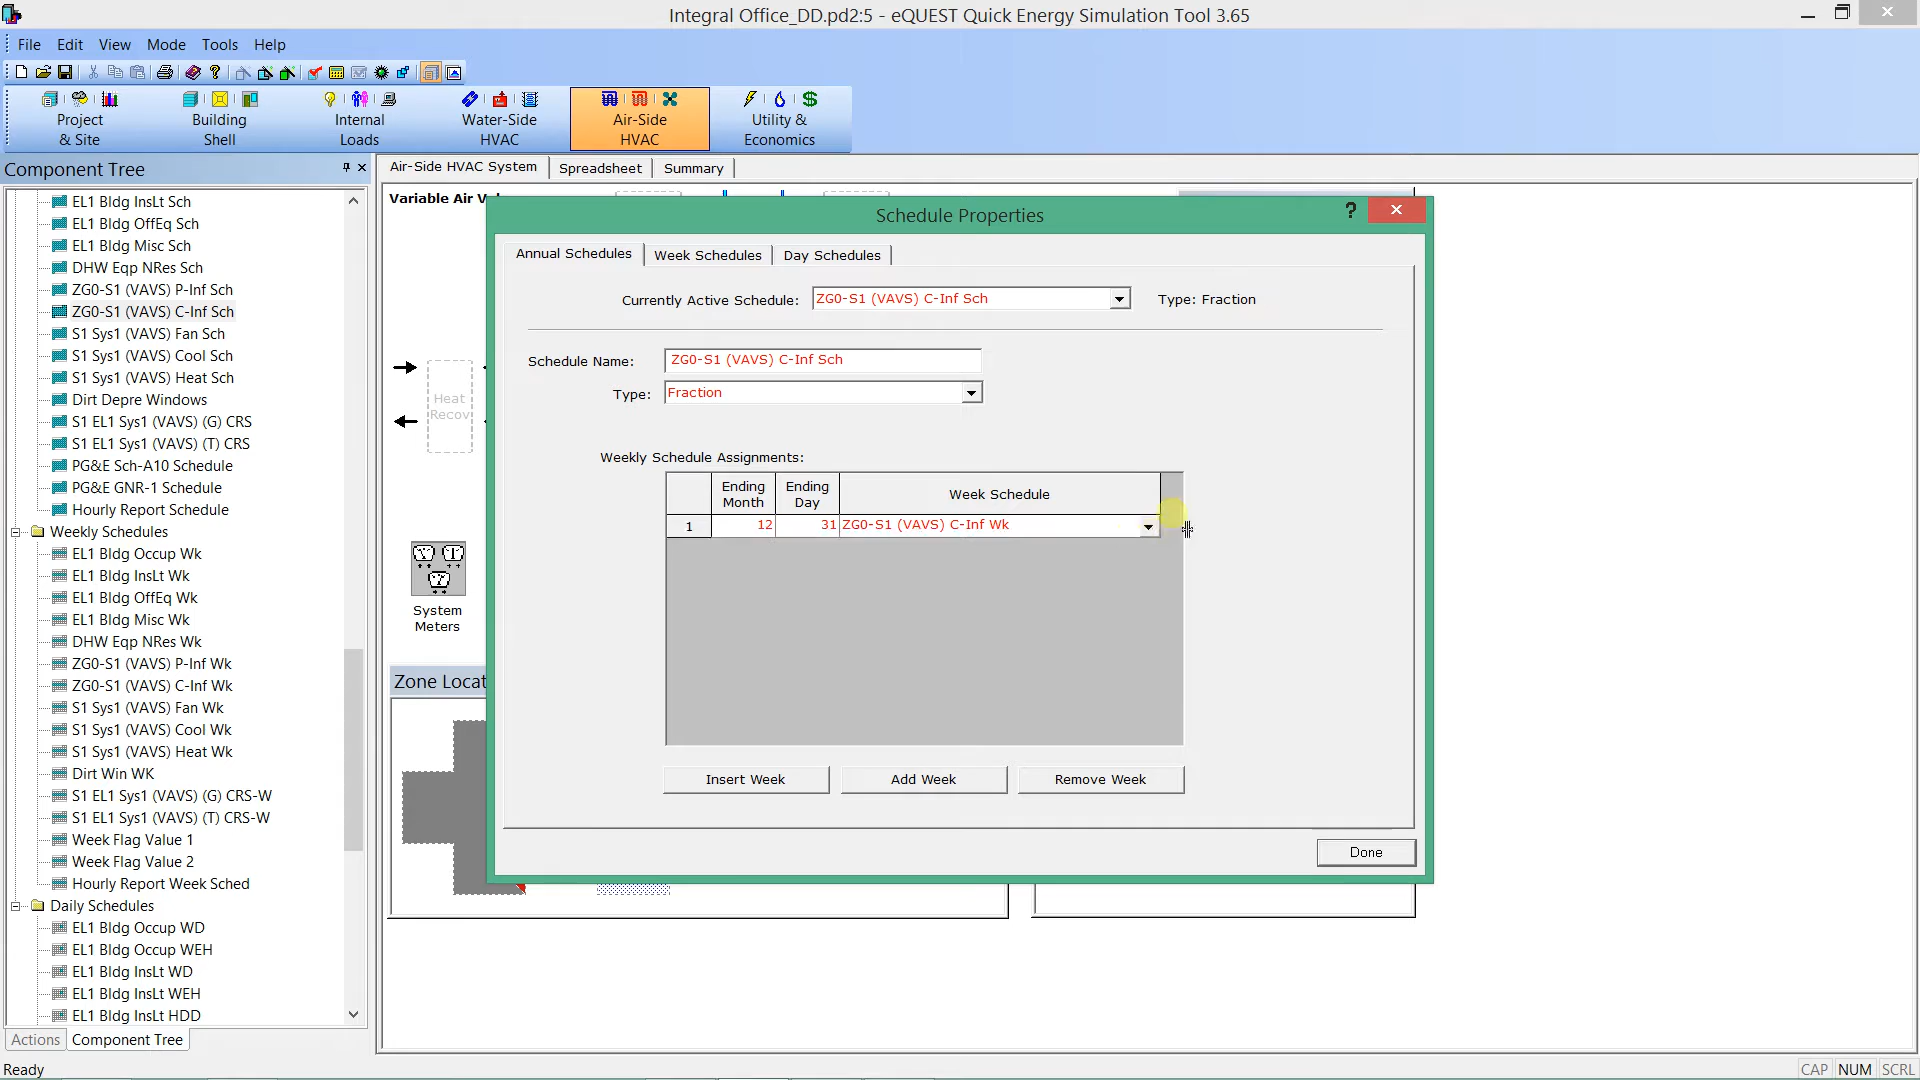 Integral Office_DD.pd2:5 - eQUEST Quick Energy Simulation Tool 3.65
File Edit View Mode Tools Help
Project & Site
Building Shell
Internal Loads
Water-Side HVAC
Air-Side HVAC
Utility & Economics
Component Tree
EL1 Bldg InsLt Sch
EL1 Bldg OffEq Sch
EL1 Bldg Misc Sch
DHW Eqp NRes Sch
ZG0-S1 (VAVS) P-Inf Sch
ZG0-S1 (VAVS) C-Inf Sch
S1 Sys1 (VAVS) Fan Sch
S1 Sys1 (VAVS) Cool Sch
S1 Sys1 (VAVS) Heat Sch
Dirt Depre Windows
S1 EL1 Sys1 (VAVS) (G) CRS
S1 EL1 Sys1 (VAVS) (T) CRS
PG&E Sch-A10 Schedule
PG&E GNR-1 Schedule
Hourly Report Schedule
Weekly Schedules
EL1 Bldg Occup Wk
EL1 Bldg InsLt Wk
EL1 Bldg OffEq Wk
EL1 Bldg Misc Wk
DHW Eqp NRes Wk
ZG0-S1 (VAVS) P-Inf Wk
ZG0-S1 (VAVS) C-Inf Wk
S1 Sys1 (VAVS) Fan Wk
S1 Sys1 (VAVS) Cool Wk
S1 Sys1 (VAVS) Heat Wk
Dirt Win WK
S1 EL1 Sys1 (VAVS) (G) CRS-W
S1 EL1 Sys1 (VAVS) (T) CRS-W
Week Flag Value 1
Week Flag Value 2
Hourly Report Week Sched
Daily Schedules
EL1 Bldg Occup WD
EL1 Bldg Occup WEH
EL1 Bldg InsLt WD
EL1 Bldg InsLt WEH
EL1 Bldg InsLt HDD
Actions Component Tree
Ready
Air-Side HVAC System Spreadsheet Summary
Variable Air Vol
Heat
Recov
System
Meters
Zone Locat
Schedule Properties
?
Annual Schedules Week Schedules Day Schedules
Currently Active Schedule: ZG0-S1 (VAVS) C-Inf Sch Type: Fraction
Schedule Name: ZG0-S1 (VAVS) C-Inf Sch
Type: Fraction
Weekly Schedule Assignments:
Ending Month Ending Day Week Schedule
1 12 31 ZG0-S1 (VAVS) C-Inf Wk
Insert Week Add Week Remove Week
Done
CAP NUM SCRL